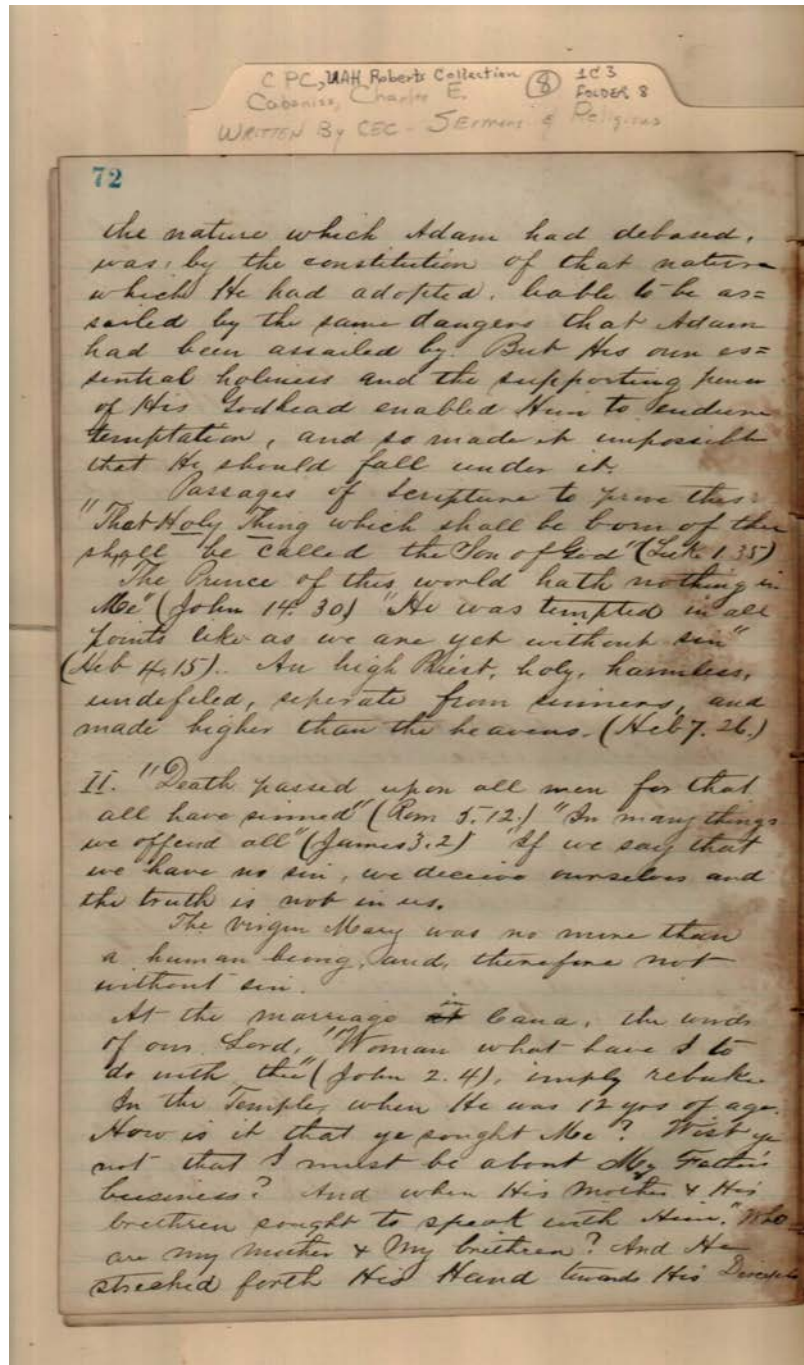 CPC, UAH Roberts Collection 8 1C3
Cabaniss, Charles E. FOLDER 8
WRITTEN By CEC - SERMONS & Religious
72
the nature which Adam had debased,
was, by the constitution of that nature
which He had adopted, liable to be as=
sailed by the same dangers that Adam
had been assailed by. But His own es=
sential holiness and the supporting power
of His Godhead enabled Him to endure
temptation, and so made it impossible
that He should fall under it.
Passages of Scripture to prove this:
"That Holy Thing which shall be born of thee
shall be called the Son of God" (Luke 1.35)
The Prince of this world hath nothing in
Me" (John 14.30) "He was tempted in all
points like as we are yet without sin"
(Heb 4.15). An high Priest, holy, harmless,
undefiled, seperate from sinners, and
made higher than the heavens. (Heb 7.26.)
II. "Death passed upon all men for that
all have sinned" (Rom 5.12.) "In many things
we offend all" (James 3.2) "If we say that
we have no sin, we deceive ourselves and
the truth is not in us.
The virgin Mary was no more than
a human being, and, therefore not
without sin.
At the marriage at in Cana, the words
of our Lord, "Woman what have I to
do with thee" (John 2.4), imply rebuke.
In the Temple, when He was 12 yrs of age.
How is it that ye sought Me? Wist ye
not that I must be about My Father's
business? And when His mother & His
brethren sought to speak with Him, "Who
are my mother & My brethren? And He
streched forth His Hand towards His Disciples